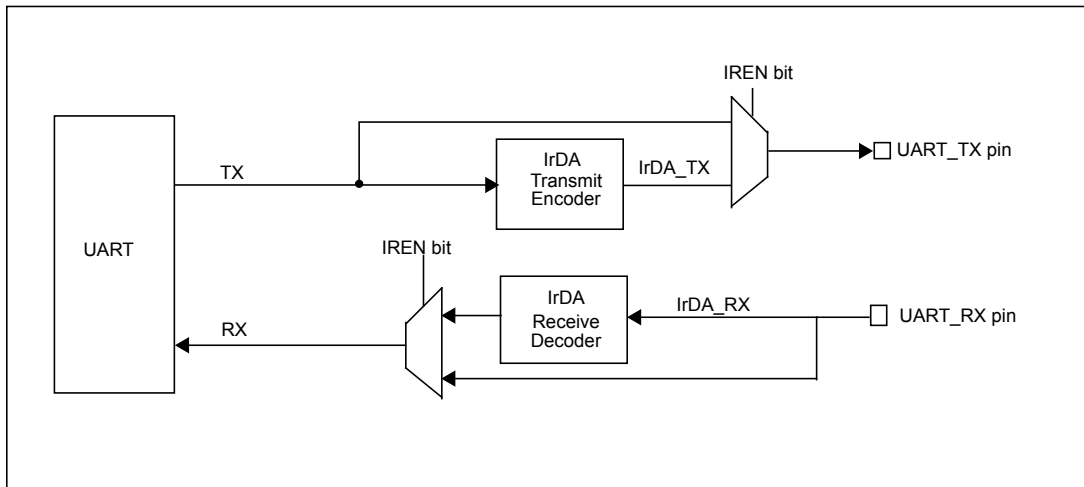 IREN bit
TX
IrDA
Transmit
Encoder
IrDA_TX
UART_TX pin
UART
IREN bit
RX
IrDA
Receive
Decoder
IrDA_RX
UART_RX pin